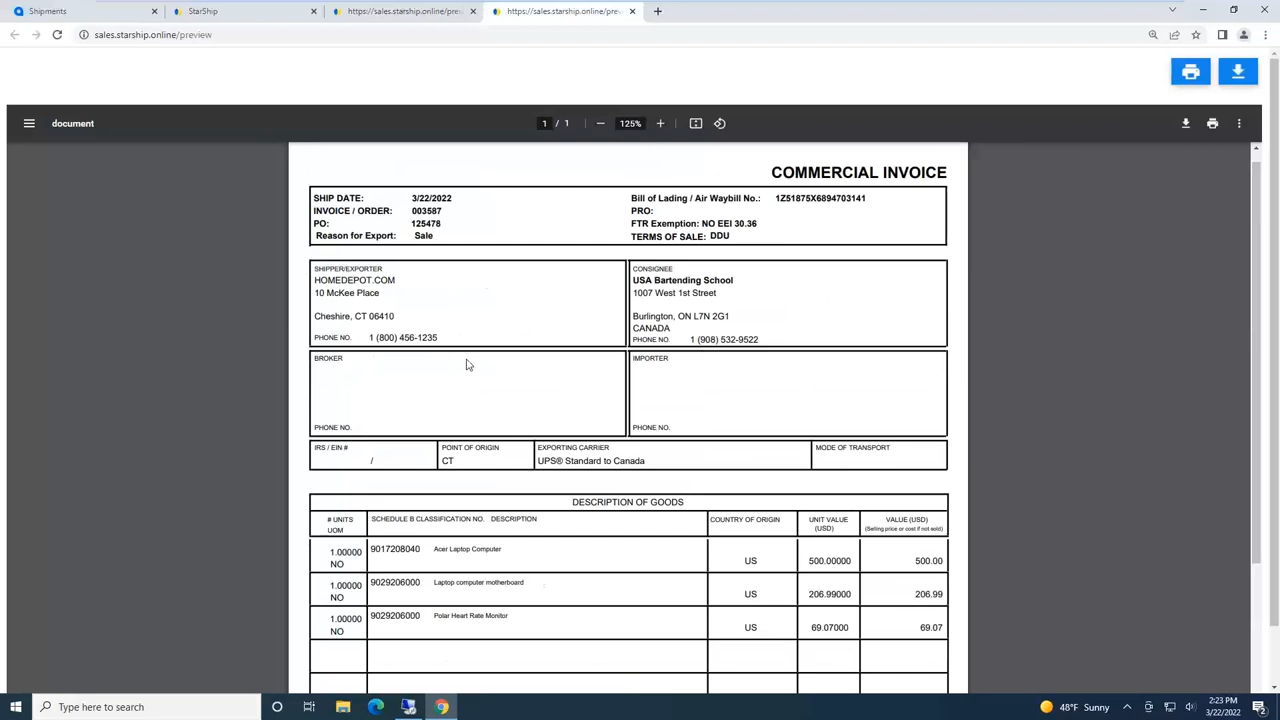 Shipments
StarShip
https://sales.starship.online/pre
https://sales.starship.online/pre
sales.starship.online/preview
document
1 / 1
125%
COMMERCIAL INVOICE
SHIP DATE: 3/22/2022
INVOICE / ORDER: 003587
PO: 125478
Reason for Export: Sale
Bill of Lading / Air Waybill No.: 1Z51875X6894703141
PRO:
FTR Exemption: NO EEI 30.36
TERMS OF SALE: DDU
SHIPPER/EXPORTER
HOMEDEPOT.COM
10 McKee Place
Cheshire, CT 06410
PHONE NO. 1 (800) 456-1235
CONSIGNEE
USA Bartending School
1007 West 1st Street
Burlington, ON L7N 2G1
CANADA
PHONE NO. 1 (908) 532-9522
BROKER
PHONE NO.
IMPORTER
PHONE NO.
IRS / EIN #
/
POINT OF ORIGIN
CT
EXPORTING CARRIER
UPS® Standard to Canada
MODE OF TRANSPORT
DESCRIPTION OF GOODS
# UNITS
UOM
SCHEDULE B CLASSIFICATION NO. DESCRIPTION
COUNTRY OF ORIGIN
UNIT VALUE
(USD)
VALUE (USD)
(Selling price or cost if not sold)
1.00000
NO
9017208040 Acer Laptop Computer
US
500.00000
500.00
1.00000
NO
9029206000 Laptop computer motherboard
US
206.99000
206.99
1.00000
NO
9029206000 Polar Heart Rate Monitor
US
69.07000
69.07
Type here to search
48°F Sunny
2:23 PM
3/22/2022
2